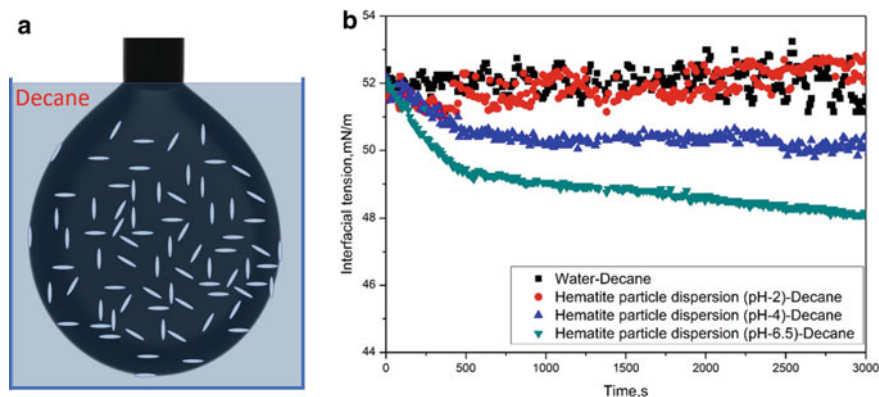 a
Decane
b
Interfacial tension,mN/m
54
52
50
48
46
44
Water-Decane
Hematite particle dispersion (pH-2)-Decane
Hematite particle dispersion (pH-4)-Decane
Hematite particle dispersion (pH-6.5)-Decane
0 500 1000 1500 2000 2500 3000
Time,s